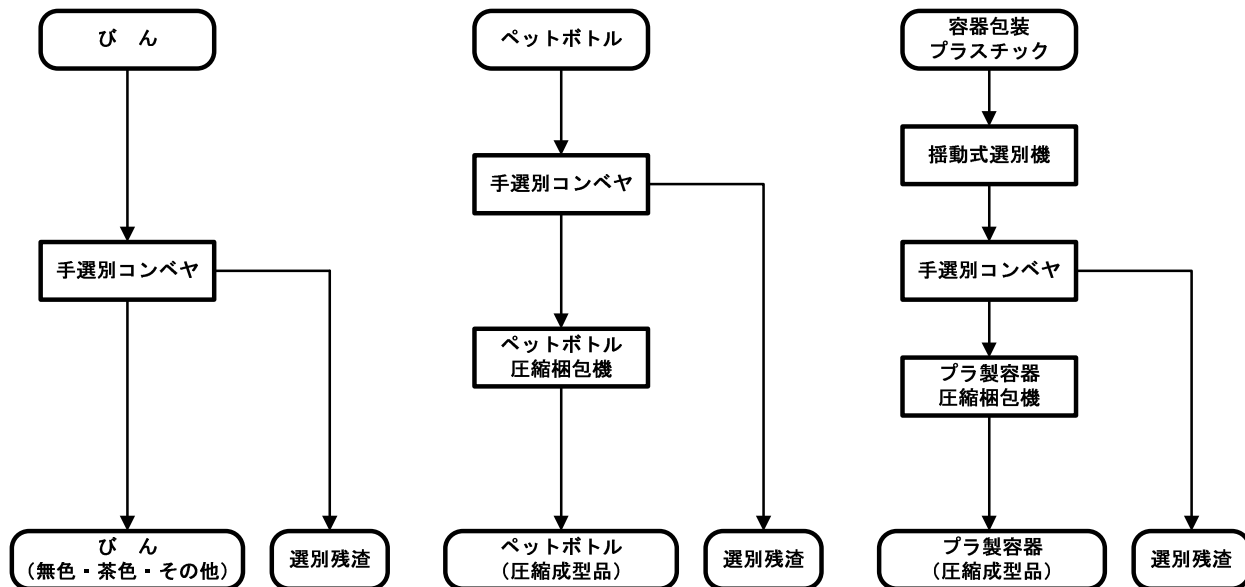 び　ん
手選別コンベヤ
び　ん
（無色・茶色・その他）
選別残渣
ペットボトル
手選別コンベヤ
ペットボトル
圧縮梱包機
ペットボトル
（圧縮成型品）
選別残渣
容器包装
プラスチック
揺動式選別機
手選別コンベヤ
プラ製容器
圧縮梱包機
プラ製容器
（圧縮成型品）
選別残渣